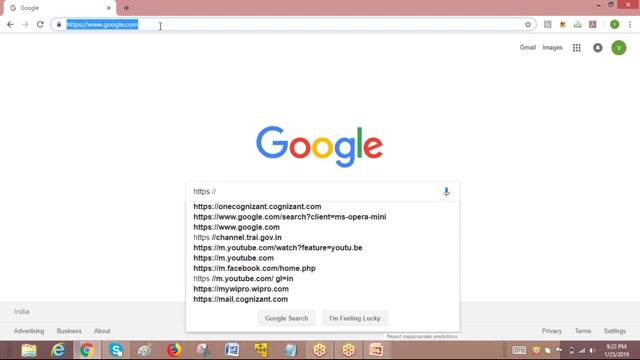 Google
https://www.google.com
Gmail Images V
V
Google
https://
https://onecognizant.cognizant.com
https://www.google.com/search?client=ms-opera-mini
https://www.google.com
https //channel.trai.gov.in
https://m.youtube.com/watch?feature=youtu.be
https://m.youtube.com
https://m.facebook.com/home.php
https //m.youtube.com/ gl=in
https://mywipro.wipro.com
https://mail.cognizant.com
Google Search I'm Feeling Lucky
Report inappropriate predictions
India
Advertising Business About Privacy Terms Settings
9:22 PM
1/25/2019